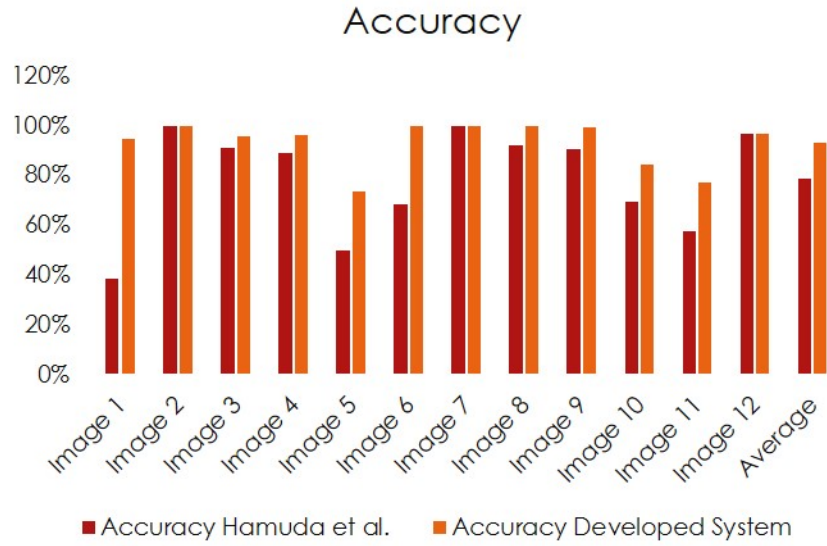 Accuracy
120%
100%
80%
60%
40%
20%
0%
Image 1
Image 2
Image 3
Image 4
Image 5
Image 6
Image 7
Image 8
Image 9
Image 10
Image 11
Image 12
Average
Accuracy Hamuda et al.
Accuracy Developed System